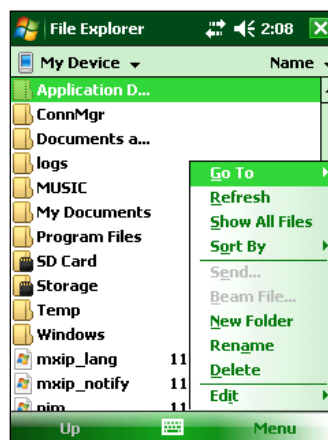 File Explorer 2:08
My Device Name
Application D...
ConnMgr
Documents a...
logs
MUSIC
My Documents
Program Files
SD Card
Storage
Temp
Windows
mxip_lang 11
mxip_notify 11
pim 11
Go To
Refresh
Show All Files
Sort By
Send...
Beam File...
New Folder
Rename
Delete
Edit
Up Menu